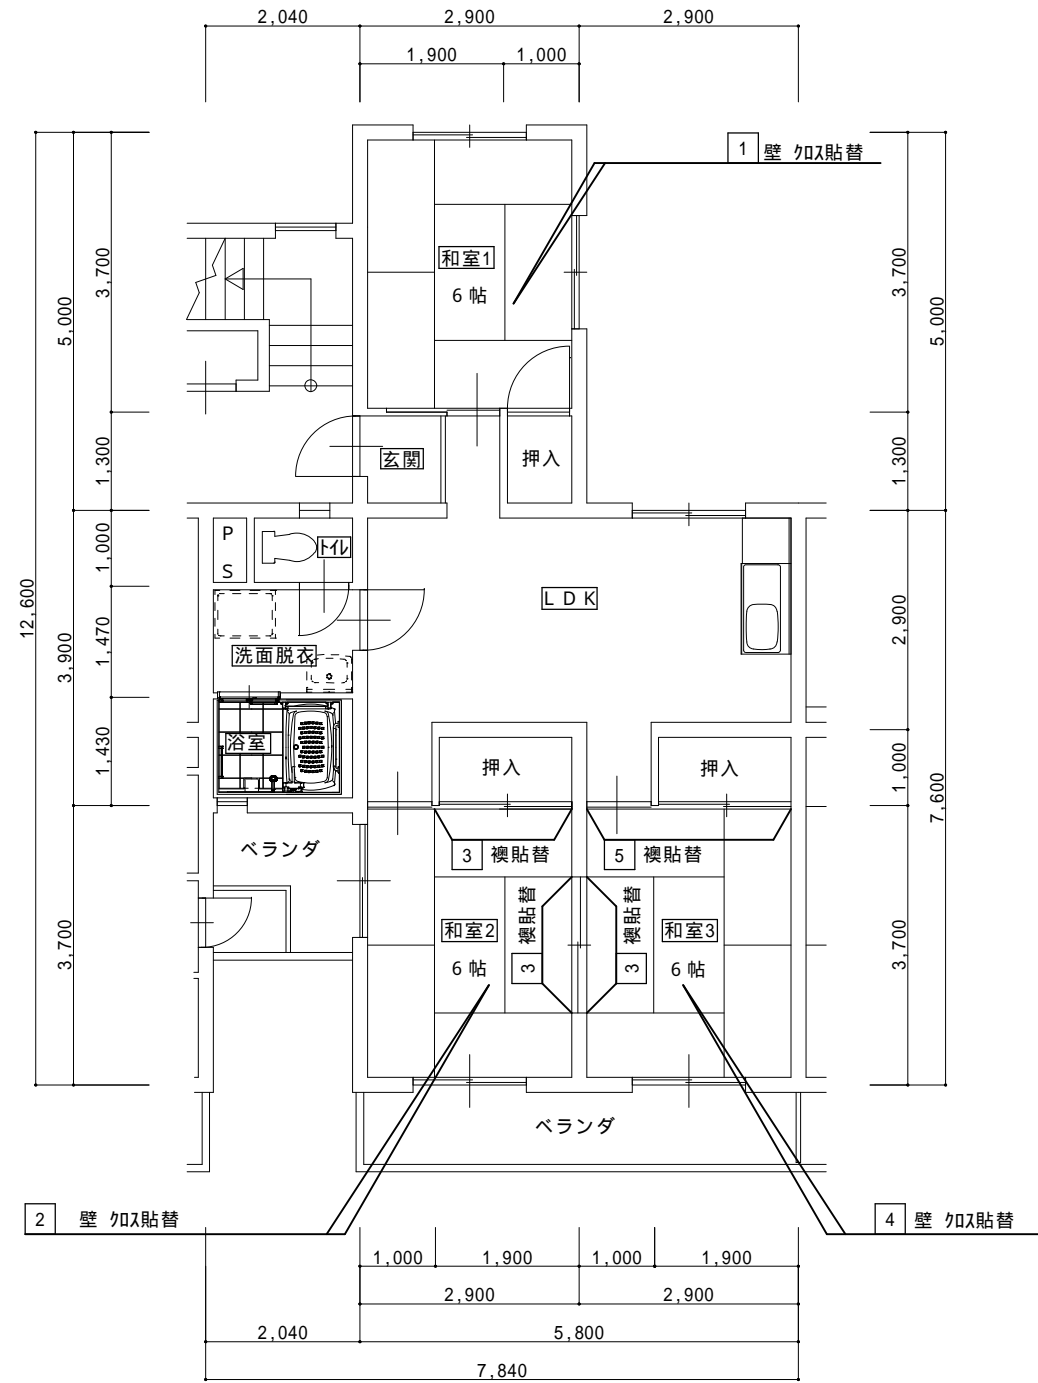 2,040
2,900
2,900
1,900
1,000
1
壁 クロス貼替
3,700
5,000
和室1
6 帖
3,700
5,000
1,300
玄関
押入
1,300
P
S
トイレ
1,000
LDK
12,600
3,900
1,470
洗面脱衣
2,900
浴室
1,430
押入
押入
1,000
7,600
ベランダ
3
襖貼替
5
襖貼替
和室2
6 帖
襖貼替
3
襖貼替
3
和室3
6 帖
3,700
3,700
ベランダ
2
壁 クロス貼替
4
壁 クロス貼替
1,000
1,900
1,000
1,900
2,900
2,900
2,040
5,800
7,840